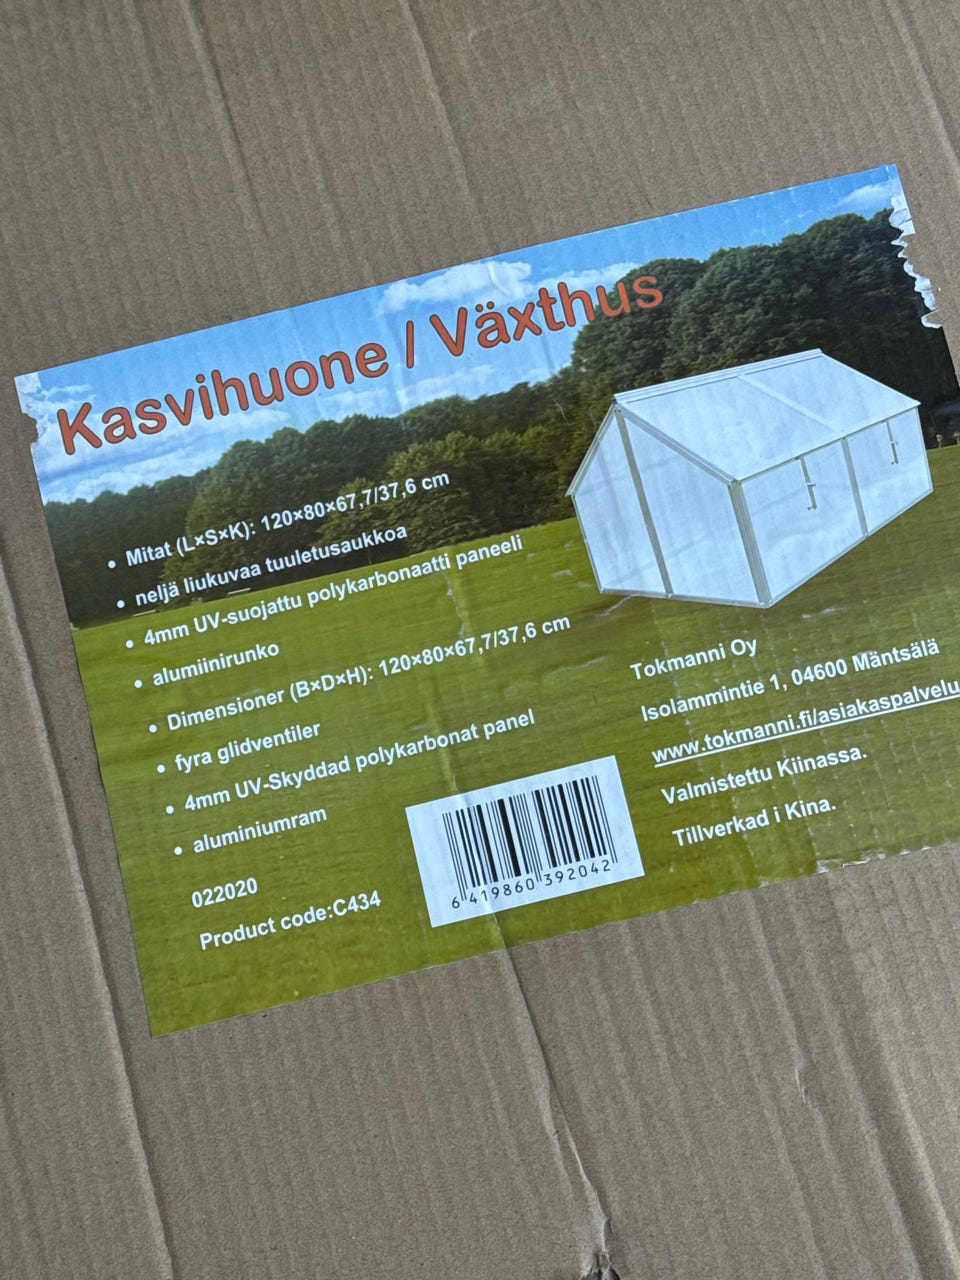 Kasvihuone / Växthus
• Mitat (L×S×K): 120×80×67,7/37,6 cm
• neljä liukuvaa tuuletusaukkoa
• 4mm UV-suojattu polykarbonaatti paneeli
• alumiinirunko
• Dimensioner (B×D×H): 120×80×67,7/37,6 cm
• fyra glidventiler
• 4mm UV-Skyddad polykarbonat panel
• aluminiumram
022020
Product code:C434
6 419860 392042
Tokmanni Oy
Isolammintie 1, 04600 Mäntsälä
www.tokmanni.fi/asiakaspalvelu
Valmistettu Kiinassa.
Tillverkad i Kina.